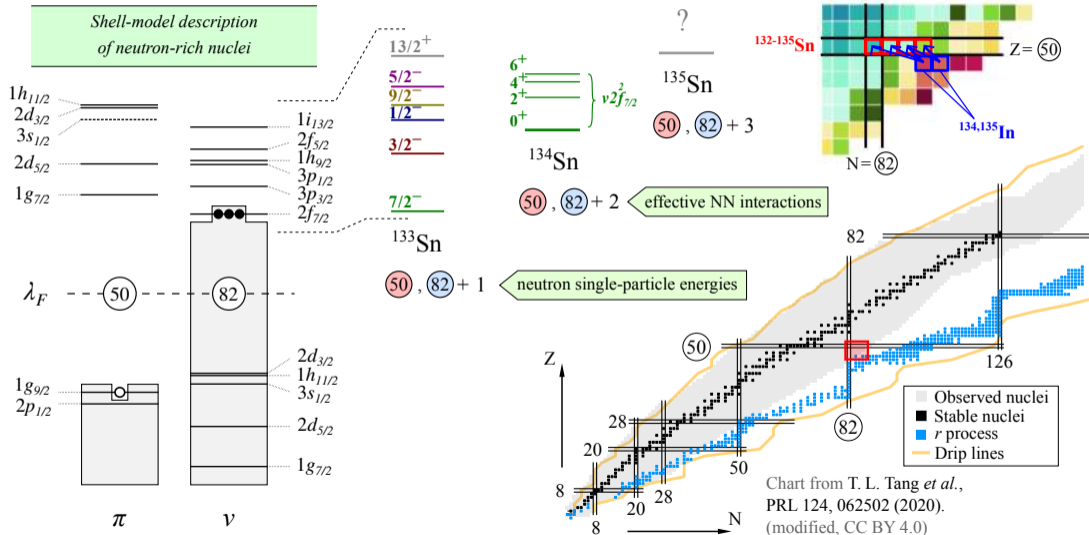 Shell-model description
of neutron-rich nuclei
1h11/2
2d3/2
3s1/2
2d5/2
1g7/2
λF
50
1g9/2
2p1/2
π
1i13/2
2f5/2
1h9/2
3p1/2
3p3/2
2f7/2
82
2d3/2
1h11/2
3s1/2
2d5/2
1g7/2
ν
13/2+
5/2−
9/2−
1/2−
3/2−
7/2−
133Sn
50 , 82 + 1
neutron single-particle energies
6+
4+
2+
0+
ν2f27/2
134Sn
50 , 82 + 2
effective NN interactions
?
135Sn
50 , 82 + 3
132-135Sn
Z = 50
134,135In
N = 82
82
50
Z
28
20
8
8
20
28
50
82
126
N
Observed nuclei
Stable nuclei
r process
Drip lines
Chart from T. L. Tang et al.,
PRL 124, 062502 (2020).
(modified, CC BY 4.0)